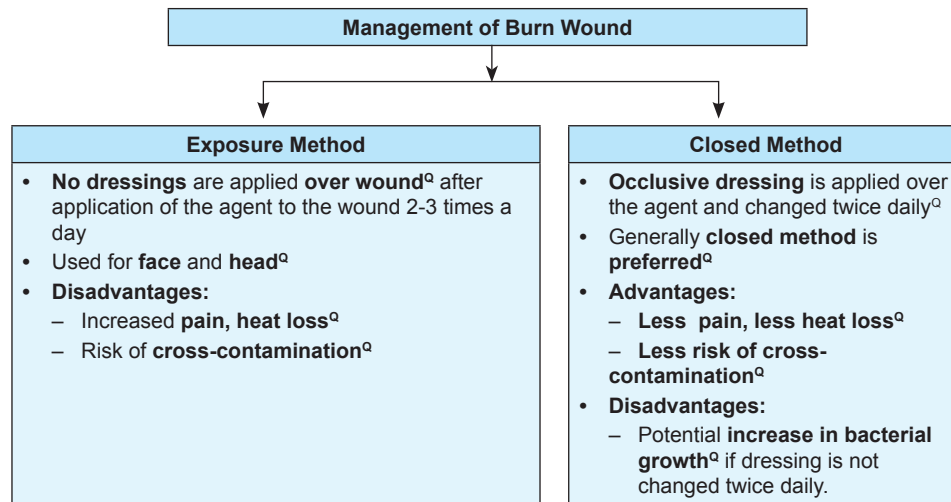 Management of Burn Wound
Exposure Method
• No dressings are applied over woundQ after
application of the agent to the wound 2-3 times a
day
• Used for face and headQ
• Disadvantages:
– Increased pain, heat lossQ
– Risk of cross-contaminationQ
Closed Method
• Occlusive dressing is applied over
the agent and changed twice dailyQ
• Generally closed method is
preferredQ
• Advantages:
– Less pain, less heat lossQ
– Less risk of cross-
contaminationQ
• Disadvantages:
– Potential increase in bacterial
growthQ if dressing is not
changed twice daily.